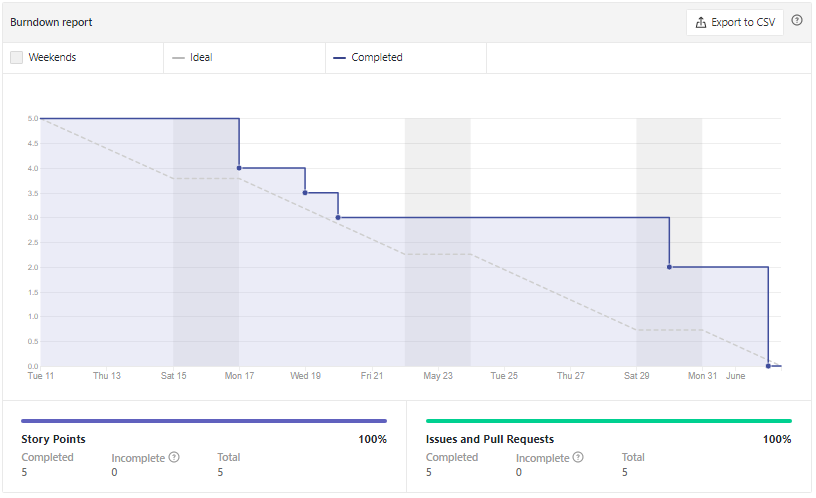 Burndown report
Export to CSV
?
Weekends
Ideal
Completed
5.0
4.5
4.0
3.5
3.0
2.5
2.0
1.5
1.0
0.5
0.0
Tue 11 Thu 13 Sat 15 Mon 17 Wed 19 Fri 21 May 23 Tue 25 Thu 27 Sat 29 Mon 31 June
Story Points 100%
Completed Incomplete ? Total
5 0 5
Issues and Pull Requests 100%
Completed Incomplete ? Total
5 0 5